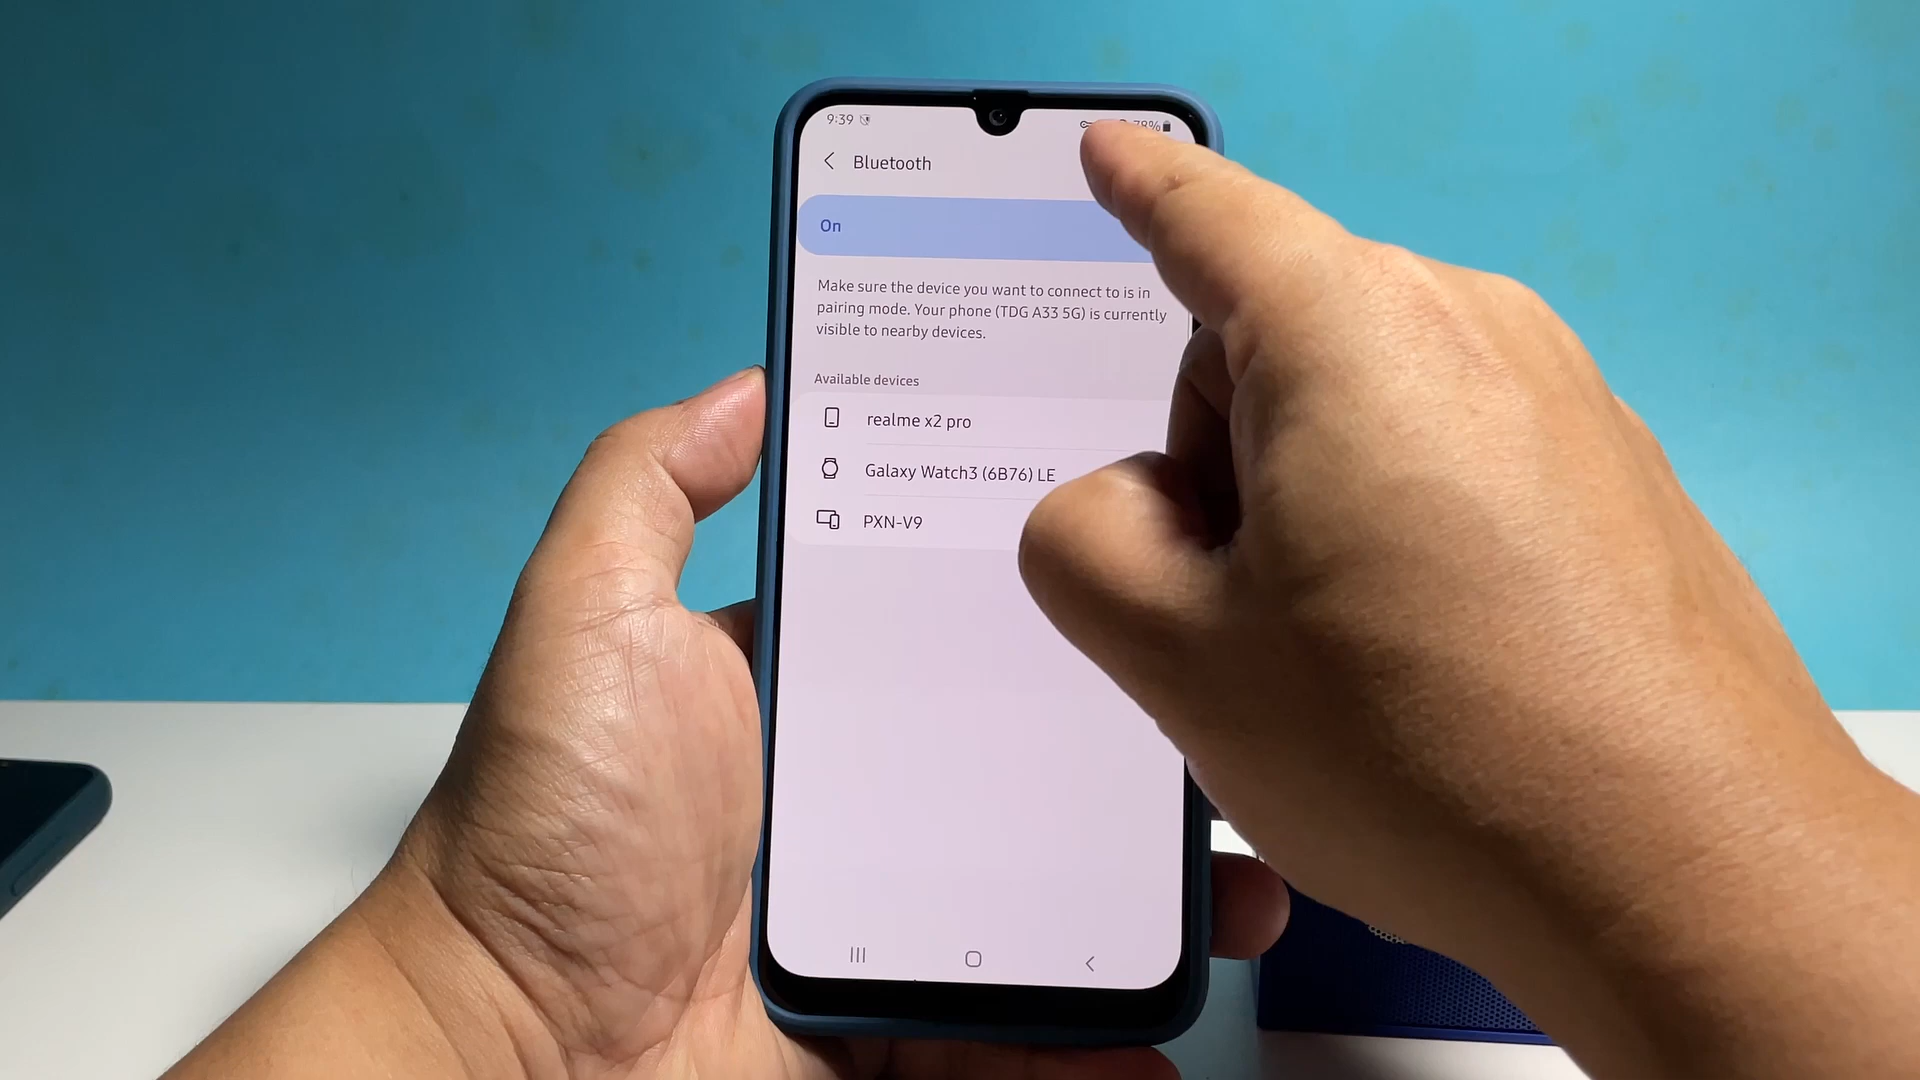 9:39
78%
Bluetooth
On
Make sure the device you want to connect to is in
pairing mode. Your phone (TDG A33 5G) is currently
visible to nearby devices.
Available devices
realme x2 pro
Galaxy Watch3 (6B76) LE
PXN-V9